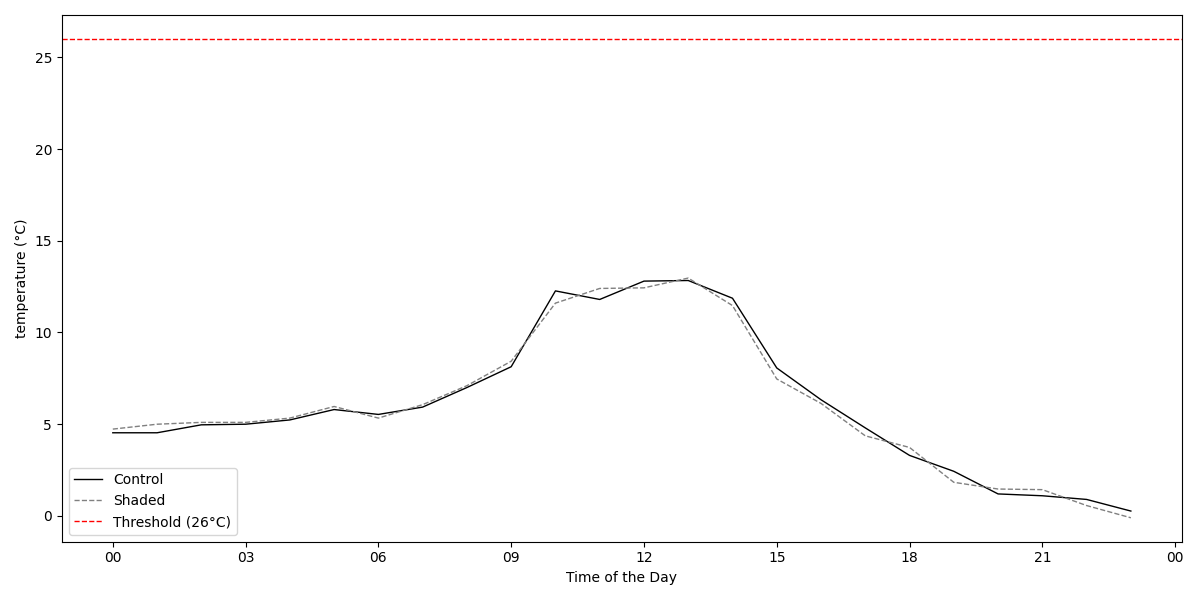 25
20
15
10
5
0
temperature (°C)
Control
Shaded
Threshold (26°C)
00 03 06 09 12 15 18 21 00
Time of the Day